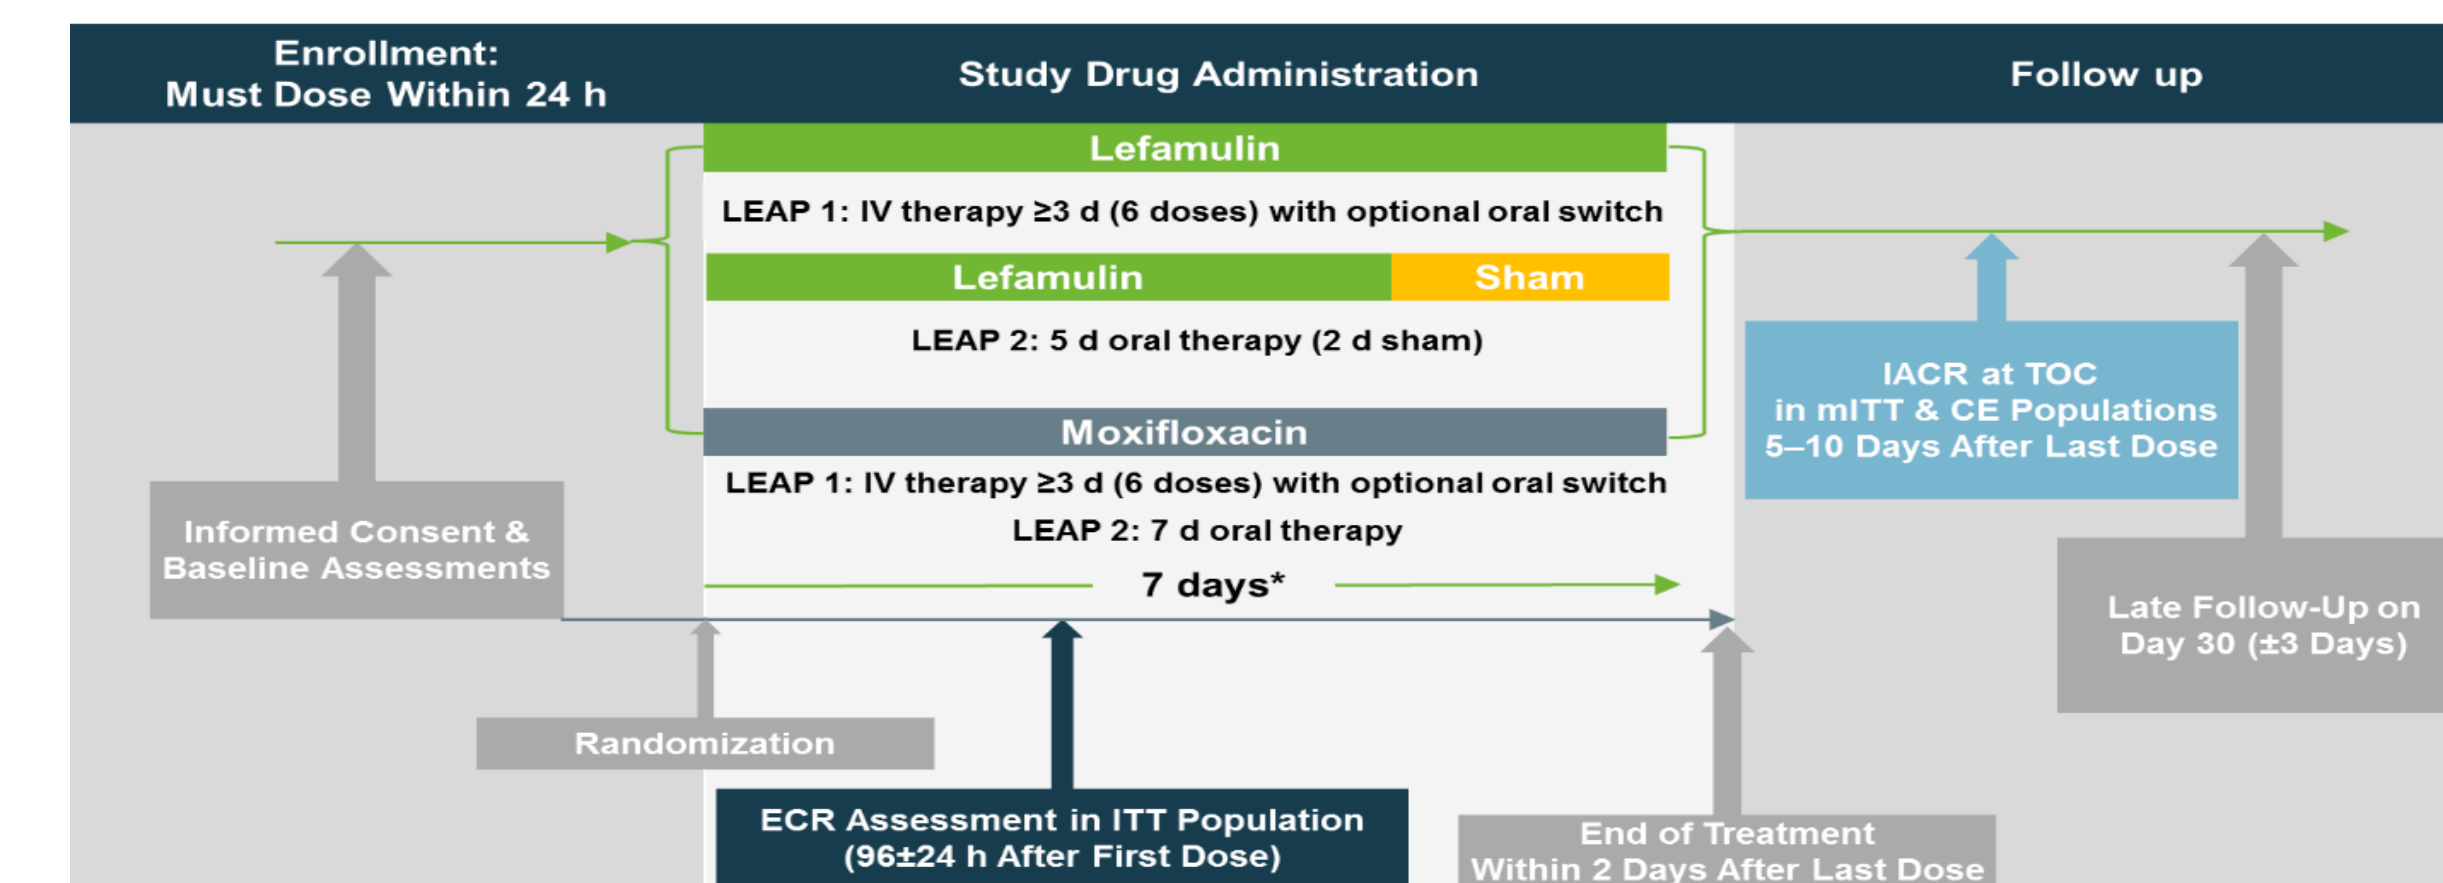 Enrollment:
Must Dose Within 24 h
Study Drug Administration
Follow up
Lefamulin
LEAP 1: IV therapy ≥3 d (6 doses) with optional oral switch
Lefamulin
Sham
LEAP 2: 5 d oral therapy (2 d sham)
Moxifloxacin
LEAP 1: IV therapy ≥3 d (6 doses) with optional oral switch
LEAP 2: 7 d oral therapy
7 days*
IACR at TOC
in mITT & CE Populations
5–10 Days After Last Dose
Informed Consent &
Baseline Assessments
Late Follow-Up on
Day 30 (±3 Days)
Randomization
ECR Assessment in ITT Population
(96±24 h After First Dose)
End of Treatment
Within 2 Days After Last Dose